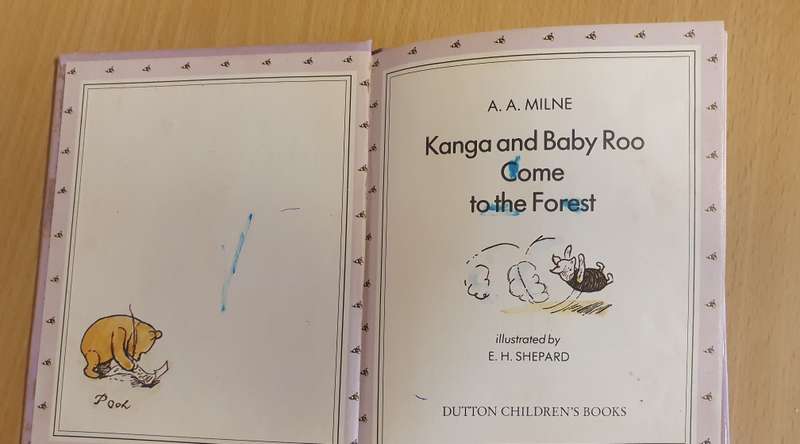 Pooh
A. A. MILNE
Kanga and Baby Roo
Come
to the Forest
illustrated by
E. H. SHEPARD
DUTTON CHILDREN'S BOOKS